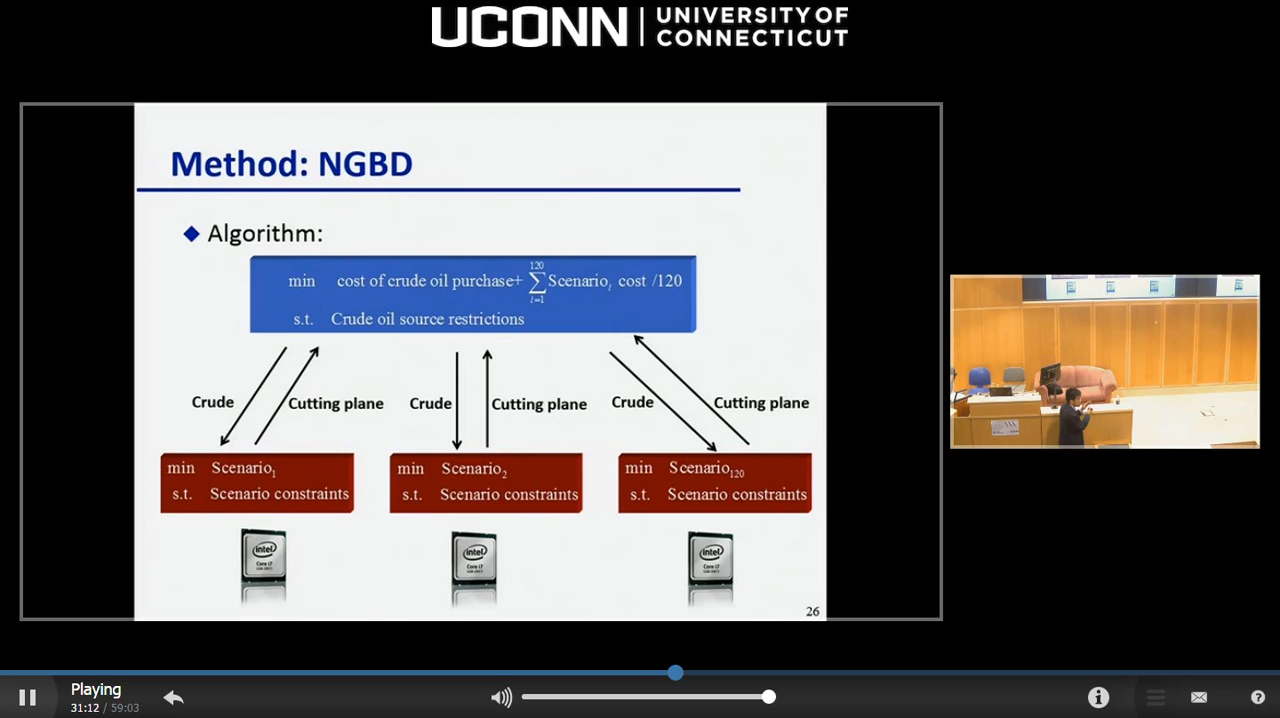 UCONN UNIVERSITY OF CONNECTICUT
Method: NGBD
Algorithm:
min cost of crude oil purchase+ 120 ∑ i=1 Scenario_i cost /120
s.t. Crude oil source restrictions
Crude Cutting plane Crude Cutting plane Crude Cutting plane
min Scenario_1
s.t. Scenario constraints
min Scenario_2
s.t. Scenario constraints
min Scenario_120
s.t. Scenario constraints
intel
Core i7
intel
Core i7
intel
Core i7
26
Playing
31:12 / 59:03